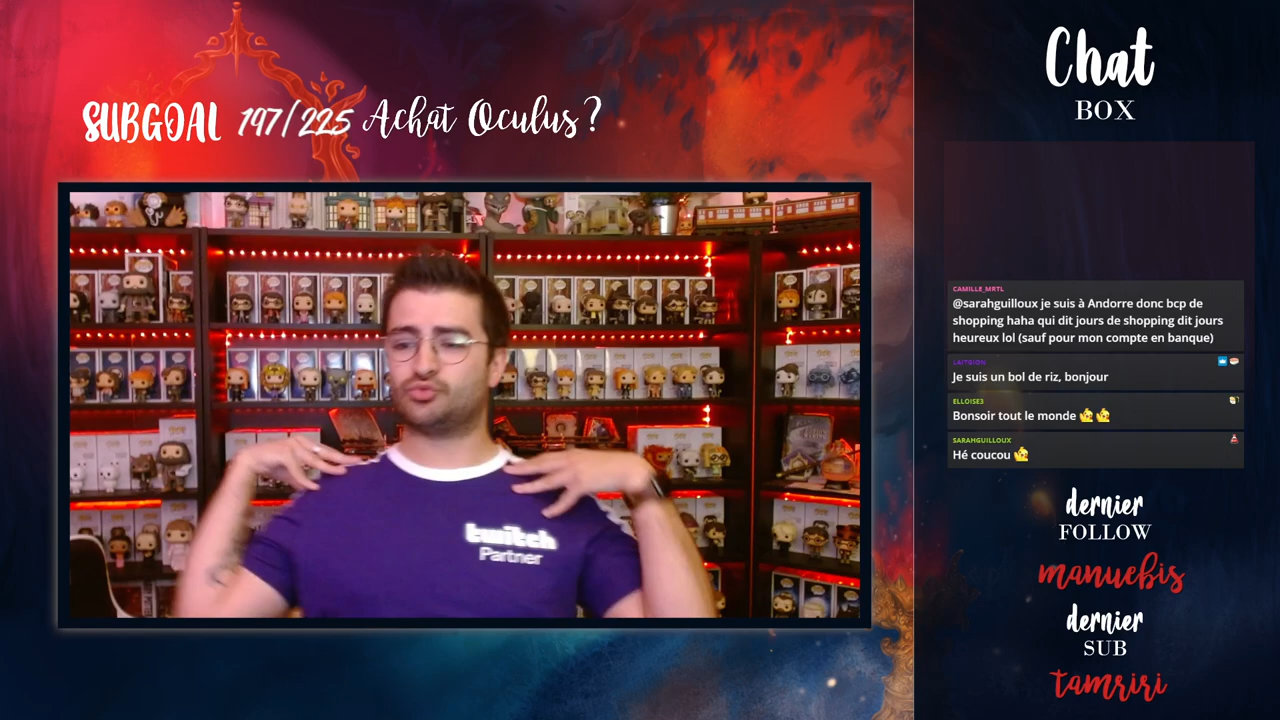 SUBGOAL 197/225 Achat Oculus?
twitch
Partner
Chat
BOX
CAMILLE_MRTL
@sarahguilloux je suis à Andorre donc bcp de
shopping haha qui dit jours de shopping dit jours
heureux lol (sauf pour mon compte en banque)
Je suis un bol de riz, bonjour
ELLOISE3
Bonsoir tout le monde
SARAHGUILLOUX
Hé coucou
dernier
FOLLOW
manuebis
dernier
SUB
tamriri